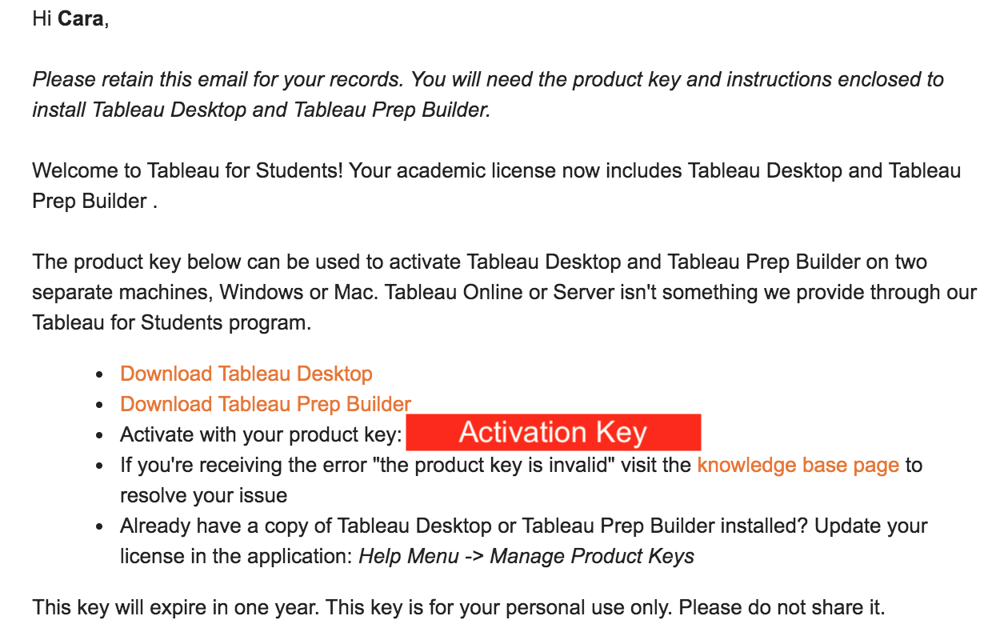 Hi Cara,
Please retain this email for your records. You will need the product key and instructions enclosed to
install Tableau Desktop and Tableau Prep Builder.
Welcome to Tableau for Students! Your academic license now includes Tableau Desktop and Tableau
Prep Builder .
The product key below can be used to activate Tableau Desktop and Tableau Prep Builder on two
separate machines, Windows or Mac. Tableau Online or Server isn't something we provide through our
Tableau for Students program.
• Download Tableau Desktop
• Download Tableau Prep Builder
• Activate with your product key: Activation Key
• If you're receiving the error "the product key is invalid" visit the knowledge base page to
resolve your issue
• Already have a copy of Tableau Desktop or Tableau Prep Builder installed? Update your
license in the application: Help Menu -> Manage Product Keys
This key will expire in one year. This key is for your personal use only. Please do not share it.